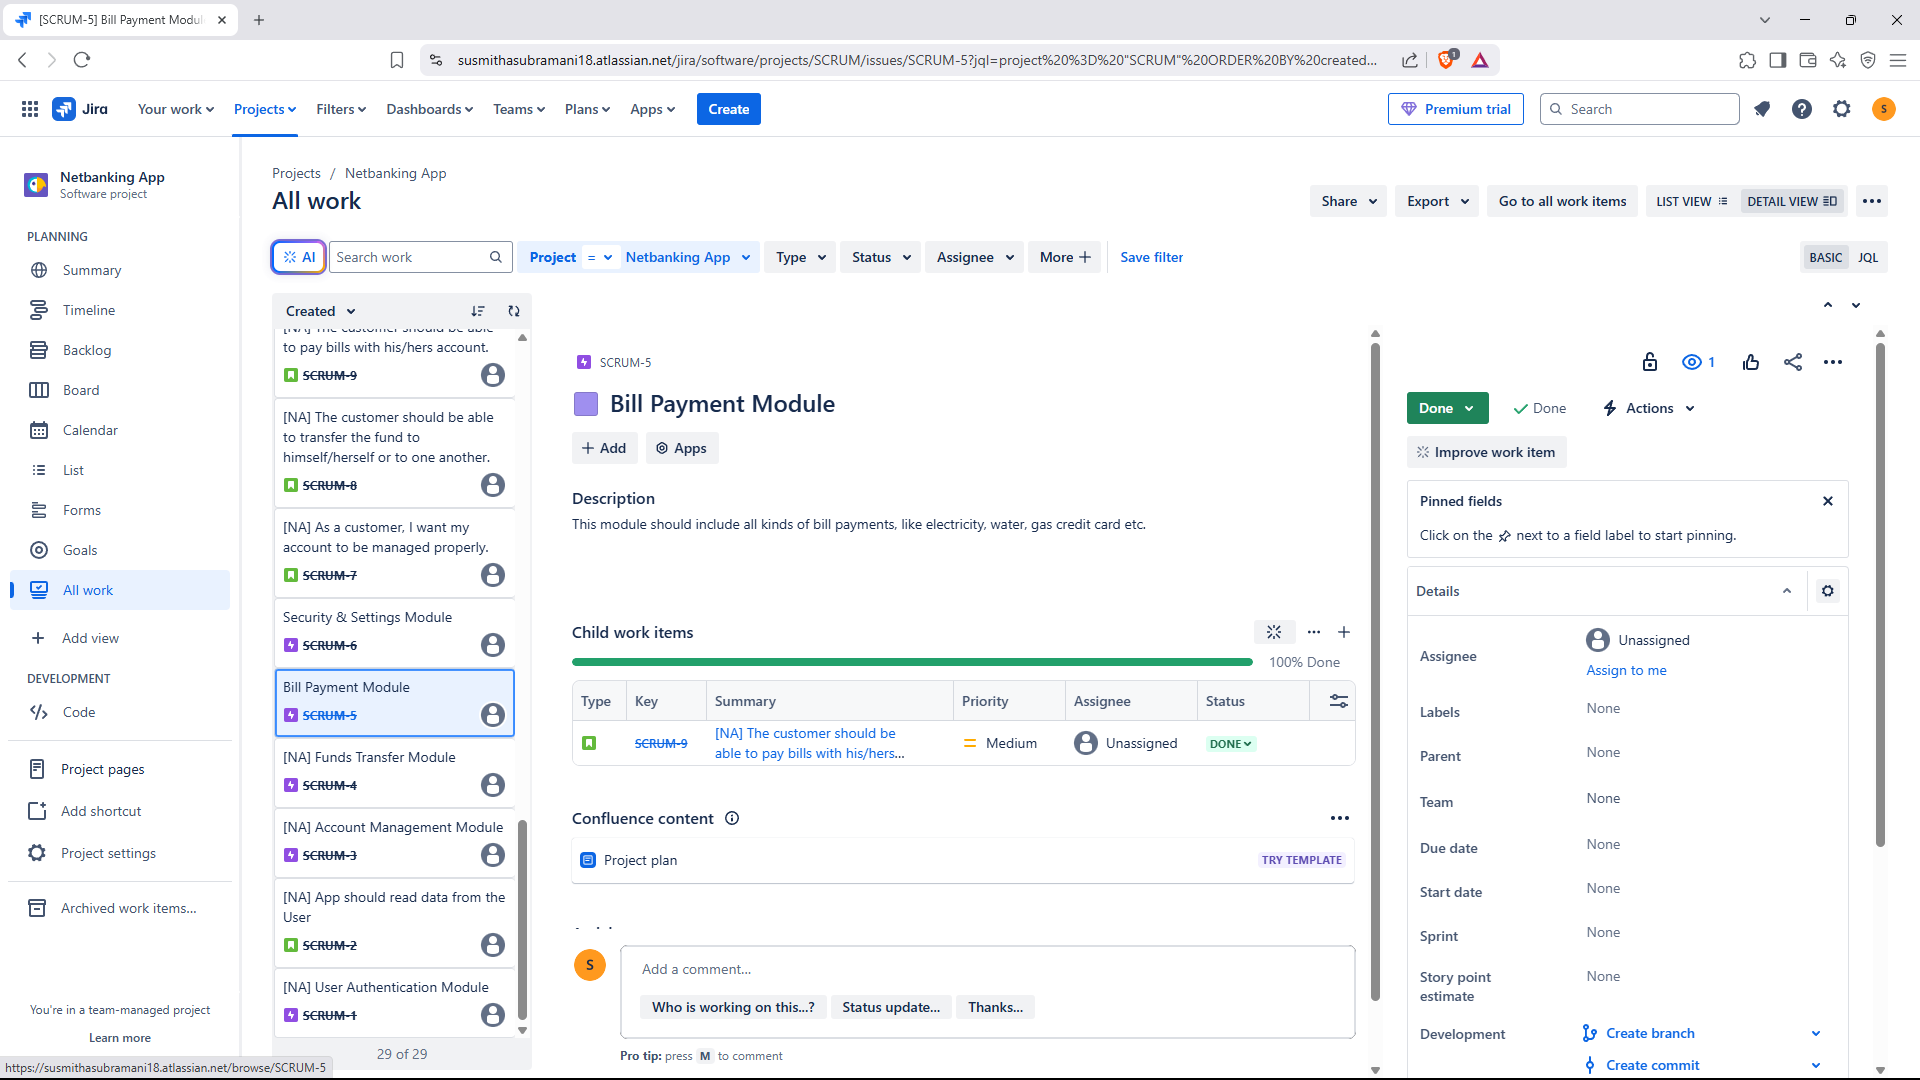 [SCRUM-5] Bill Payment Modul
susmithasubramani18.atlassian.net/jira/software/projects/SCRUM/issues/SCRUM-5?jql=project%20%3D%20"SCRUM"%20ORDER%20BY%20created...
1
Jira
Your work
Projects
Filters
Dashboards
Teams
Plans
Apps
Create
Premium trial
Search
S
Netbanking App
Software project
PLANNING
Summary
Timeline
Backlog
Board
Calendar
List
Forms
Goals
All work
Add view
DEVELOPMENT
Code
Project pages
Add shortcut
Project settings
Archived work items...
You're in a team-managed project
Learn more
https://susmithasubramani18.atlassian.net/browse/SCRUM-5
Projects / Netbanking App
All work
Share
Export
Go to all work items
LIST VIEW
DETAIL VIEW
AI
Search work
Project = Netbanking App
Type
Status
Assignee
More
Save filter
BASIC
JQL
Created
[NA] The customer should be able
to pay bills with his/hers account.
SCRUM-9
[NA] The customer should be able
to transfer the fund to
himself/herself or to one another.
SCRUM-8
[NA] As a customer, I want my
account to be managed properly.
SCRUM-7
Security & Settings Module
SCRUM-6
Bill Payment Module
SCRUM-5
[NA] Funds Transfer Module
SCRUM-4
[NA] Account Management Module
SCRUM-3
[NA] App should read data from the
User
SCRUM-2
[NA] User Authentication Module
SCRUM-1
29 of 29
SCRUM-5
Bill Payment Module
Add
Apps
Description
This module should include all kinds of bill payments, like electricity, water, gas credit card etc.
Child work items
100% Done
Type Key Summary Priority Assignee Status
SCRUM-9 [NA] The customer should be
able to pay bills with his/hers...
Medium Unassigned DONE
Confluence content
Project plan
TRY TEMPLATE
S
Add a comment...
Who is working on this...?
Status update...
Thanks...
Pro tip: press M to comment
1
Done
Done
Actions
Improve work item
Pinned fields
Click on the next to a field label to start pinning.
Details
Assignee
Unassigned
Assign to me
Labels
None
Parent
None
Team
None
Due date
None
Start date
None
Sprint
None
Story point
estimate
None
Development
Create branch
Create commit